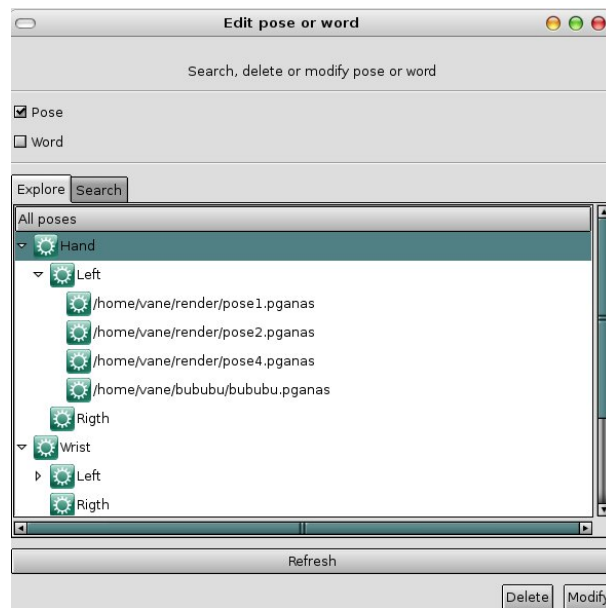 Edit pose or word
Search, delete or modify pose or word
Pose
Word
Explore Search
All poses
Hand
Left
/home/vane/render/pose1.pganas
/home/vane/render/pose2.pganas
/home/vane/render/pose4.pganas
/home/vane/bububu/bububu.pganas
Rigth
Wrist
Left
Rigth
Refresh
Delete Modify